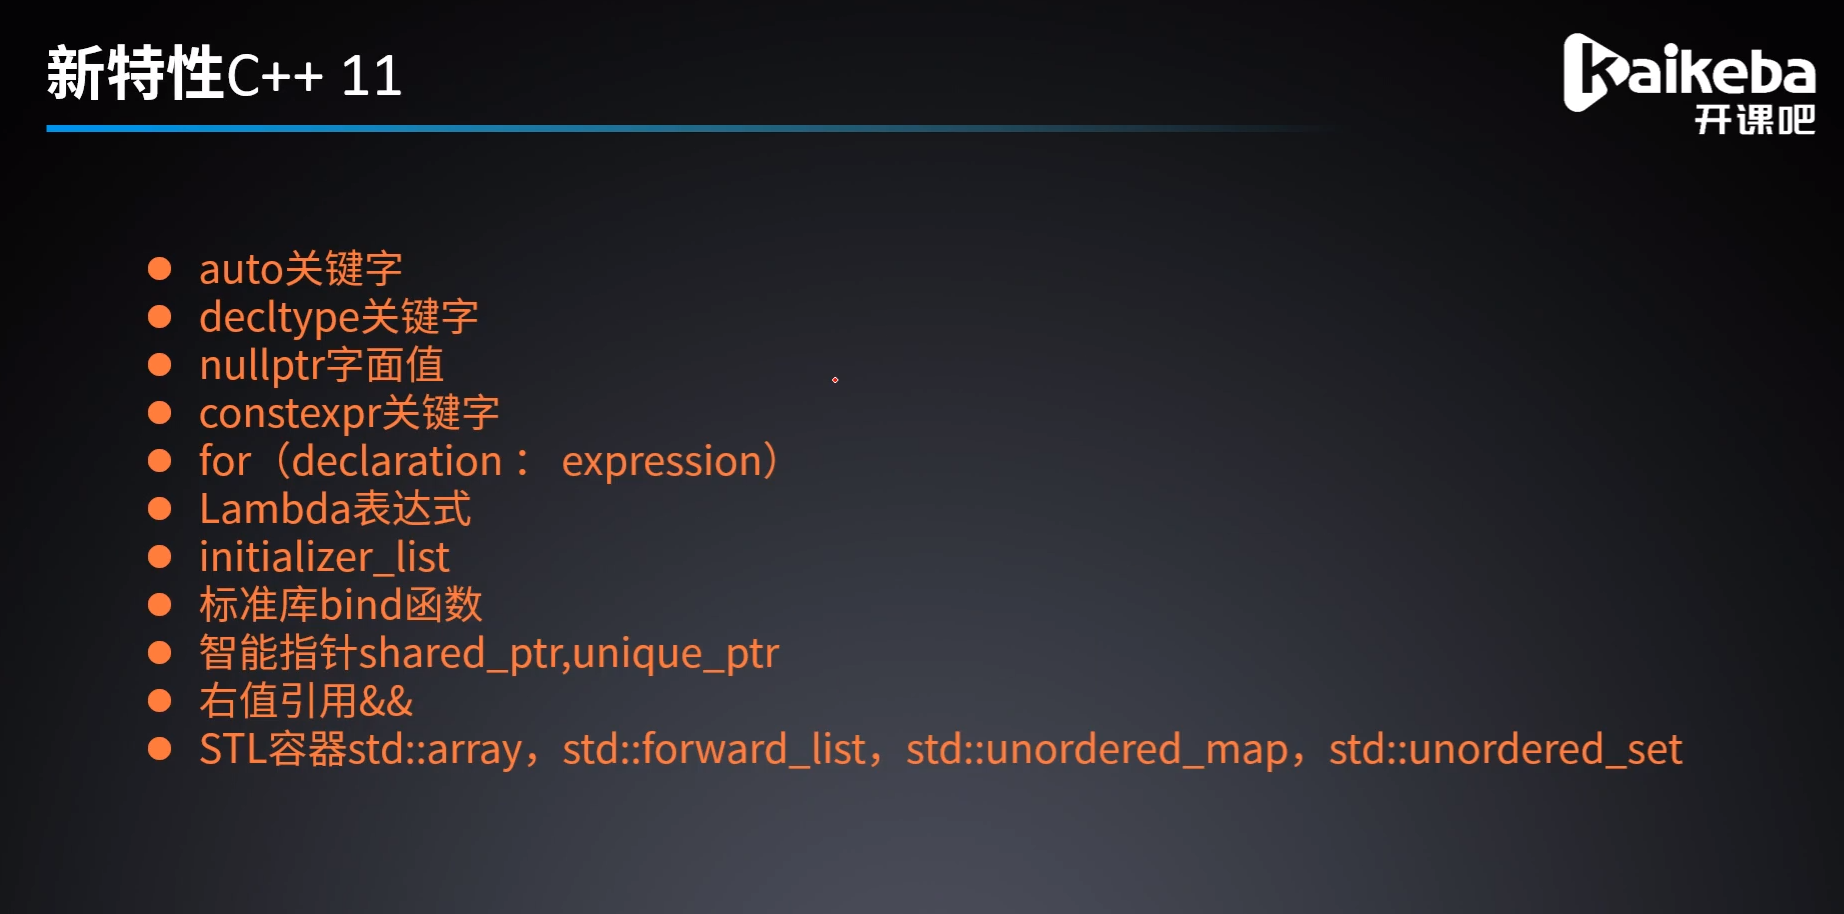 新特性C++ 11
Kaikeba
开课吧
auto关键字
decltype关键字
nullptr字面值
constexpr关键字
for（declaration： expression）
Lambda表达式
initializer_list
标准库bind函数
智能指针shared_ptr,unique_ptr
右值引用&&
STL容器std::array，std::forward_list，std::unordered_map，std::unordered_set